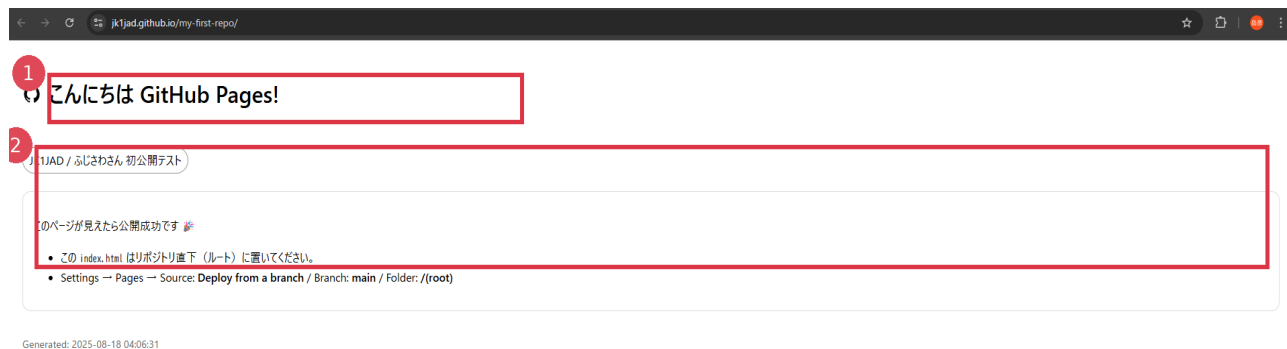 jk1jad.github.io/my-first-repo/
1
こんにちは GitHub Pages!
2
JK1JAD / ふじさわさん 初公開テスト
このページが見えたら公開成功です 🎉
• この index.html はリポジトリ直下（ルート）に置いてください。
• Settings → Pages → Source: Deploy from a branch / Branch: main / Folder: /(root)
Generated: 2025-08-18 04:06:31